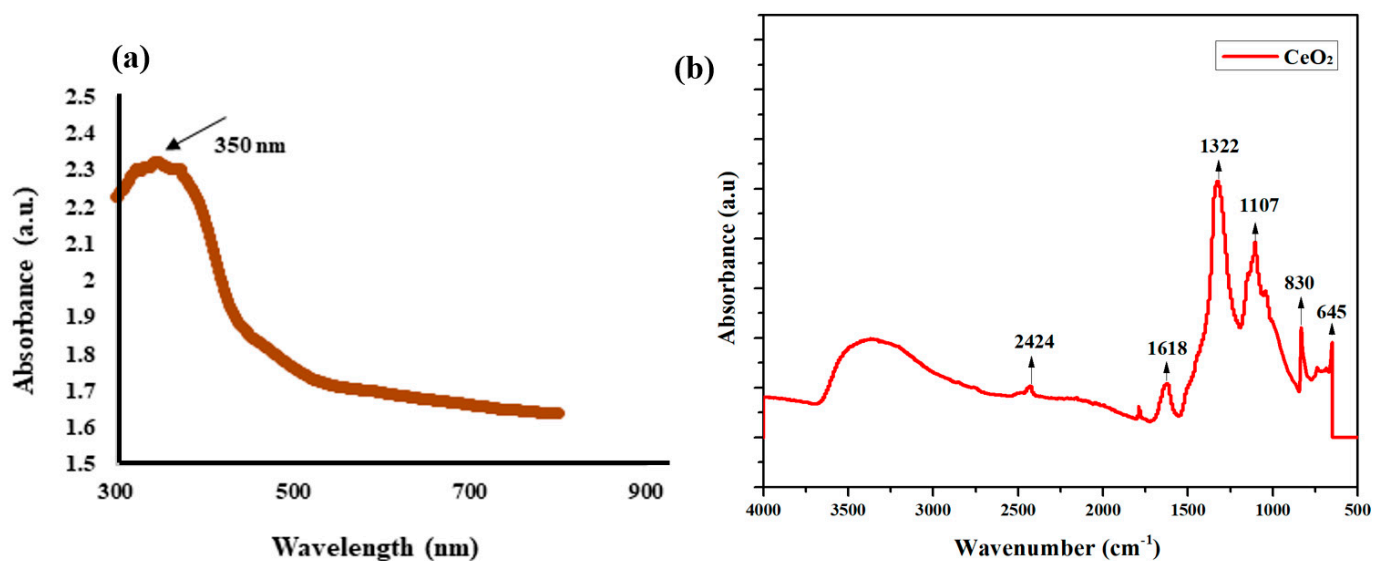 (a)
2.5
2.4
2.3
2.2
2.1
2
1.9
1.8
1.7
1.6
1.5
350 nm
300 500 700 900
Wavelength (nm)
Absorbance (a.u.)
(b)
CeO₂
1322
1107
830
645
2424
1618
4000 3500 3000 2500 2000 1500 1000 500
Wavenumber (cm⁻¹)
Absorbance (a.u)